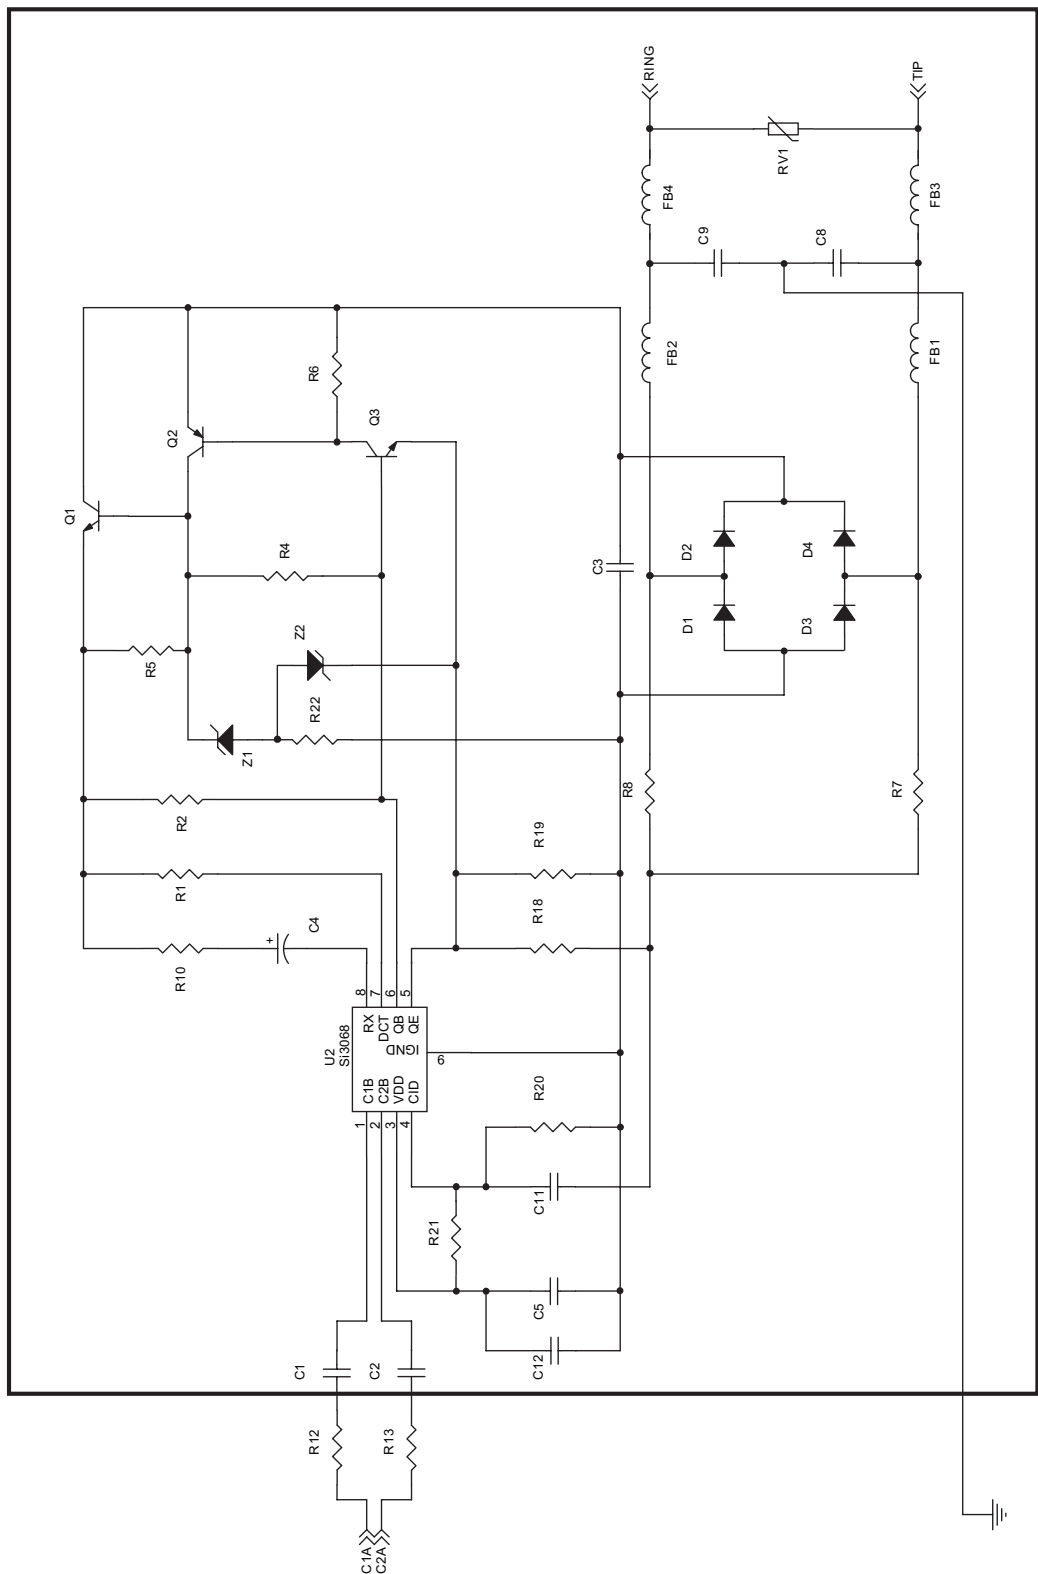 RING
TIP
RV1
FB4
FB3
C9
C8
FB2
FB1
R6
Q3
Q2
Q1
R4
R5
Z2
Z1
R22
C3
D2
D4
D1
D3
R8
R7
R2
R1
R19
R18
R10
+
C4
8
7
6
5
U2
Si3068
RX
DCT
QB
QE
IGND
6
C1B
C2B
VDD
CID
1
2
3
4
R20
C11
R21
C5
C12
C1
C2
R12
R13
C1A
C2A